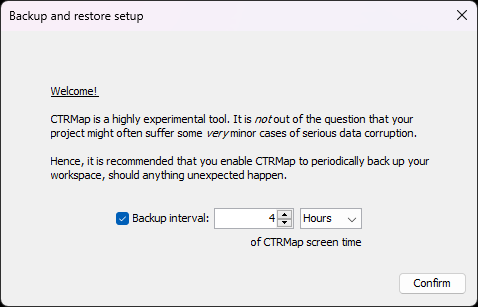 Backup and restore setup
Welcome!
CTRMap is a highly experimental tool. It is not out of the question that your
project might often suffer some very minor cases of serious data corruption.
Hence, it is recommended that you enable CTRMap to periodically back up your
workspace, should anything unexpected happen.
Backup interval: 4 Hours
of CTRMap screen time
Confirm